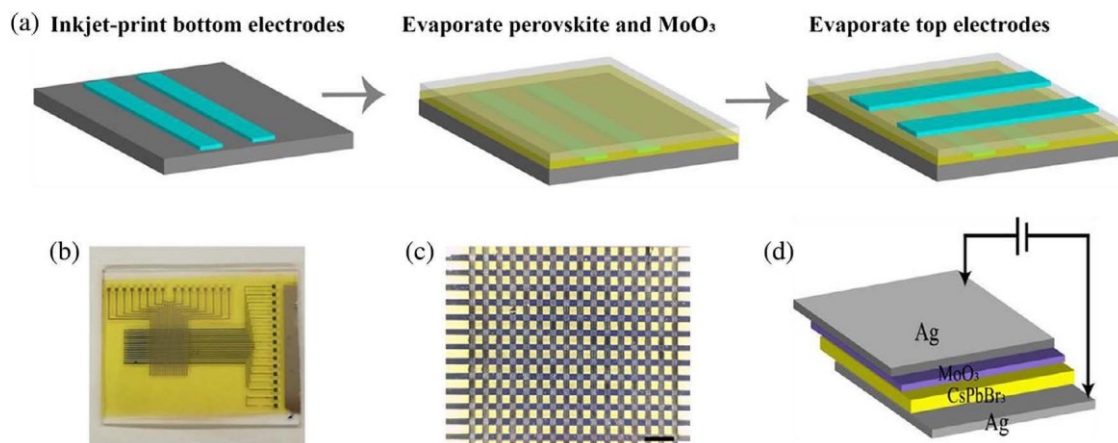 (a) Inkjet-print bottom electrodes
Evaporate perovskite and MoO₃
Evaporate top electrodes
(b)
(c)
(d)
Ag
MoO₃
CsPbBr₃
Ag